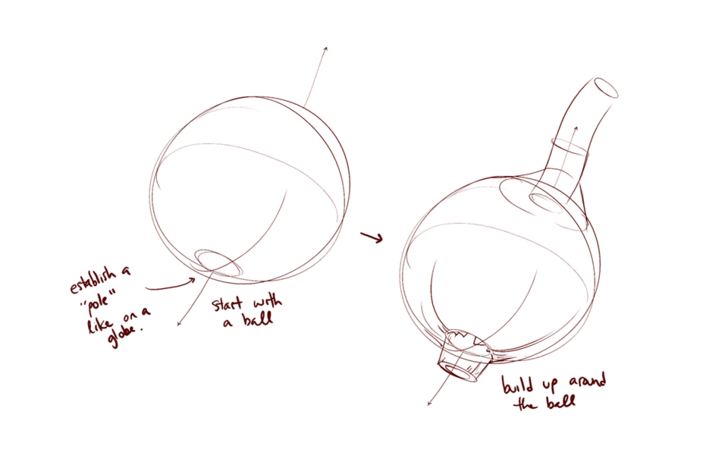 establish a
"pole"
like on a
globe.
start with
a ball
build up around
the ball